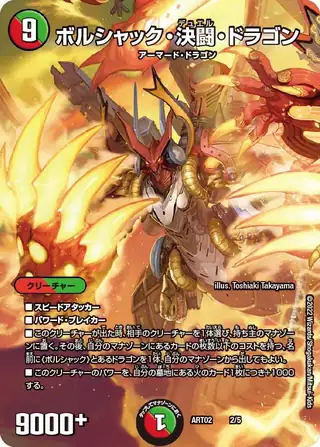 9
デュエル
ボルシャック・決闘・ドラゴン
アーマード・ドラゴン
illus. Toshiaki Takayama
クリーチャー
■スピードアタッカー
■パワード・ブレイカー
■このクリーチャーが出た時、相手のクリーチャーを1体選び、持ち主のマナゾー
ンに置く。その後、自分のマナゾーンにあるカードの枚数以下のコストを持つ、名
前に《ボルシャック》とあるドラゴンを1体、自分のマナゾーンから出してもよい。
■このクリーチャーのパワーを、自分の墓地にある火のカード1枚につき+1000
する。
9000+
1
ART02 2/5